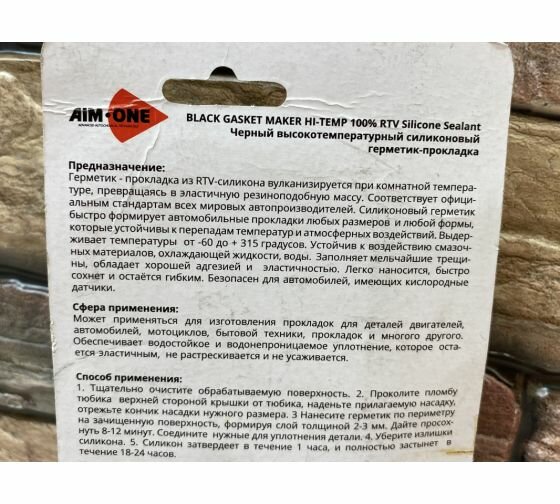 AIM-ONE
BLACK GASKET MAKER HI-TEMP 100% RTV Silicone Sealant
Черный высокотемпературный силиконовый
герметик-прокладка
Предназначение:
Герметик - прокладка из RTV-силикона вулканизируется при комнатной темпера-
туре, превращаясь в эластичную резиноподобную массу. Соответствует офици-
альным стандартам всех мировых автопроизводителей. Силиконовый герметик
быстро формирует автомобильные прокладки любых размеров и любой формы,
которые устойчивы к перепадам температур и атмосферных воздействий. Выдер-
живает температуры от -60 до + 315 градусов. Устойчив к воздействию смазоч-
ных материалов, охлаждающей жидкости, воды. Заполняет мельчайшие трещи-
ны, обладает хорошей адгезией и эластичностью. Легко наносится, быстро
сохнет и остаётся гибким. Безопасен для автомобилей, имеющих кислородные
датчики.
Сфера применения:
Может применяться для изготовления прокладок для деталей двигателей,
автомобилей, мотоциклов, бытовой техники, прокладок и многого другого.
Обеспечивает водостойкое и водонепроницаемое уплотнение, которое оста-
ется эластичным, не растрескивается и не усаживается.
Способ применения:
1. Тщательно очистите обрабатываемую поверхность. 2. Проколите пломбу
тюбика верхней стороной крышки от тюбика, наденьте прилагаемую насадку,
отрежьте кончик насадки нужного размера. 3 Нанесите герметик по периметру
на зачищенную поверхность, формируя слой толщиной 2-3 мм. Дайте просох-
нуть 8-12 минут. Соедините нужные для уплотнения детали. 4. Уберите излишки
силикона. 5. Силикон затвердеет в течение 1 часа, и полностью застынет в
течение 18-24 часов.